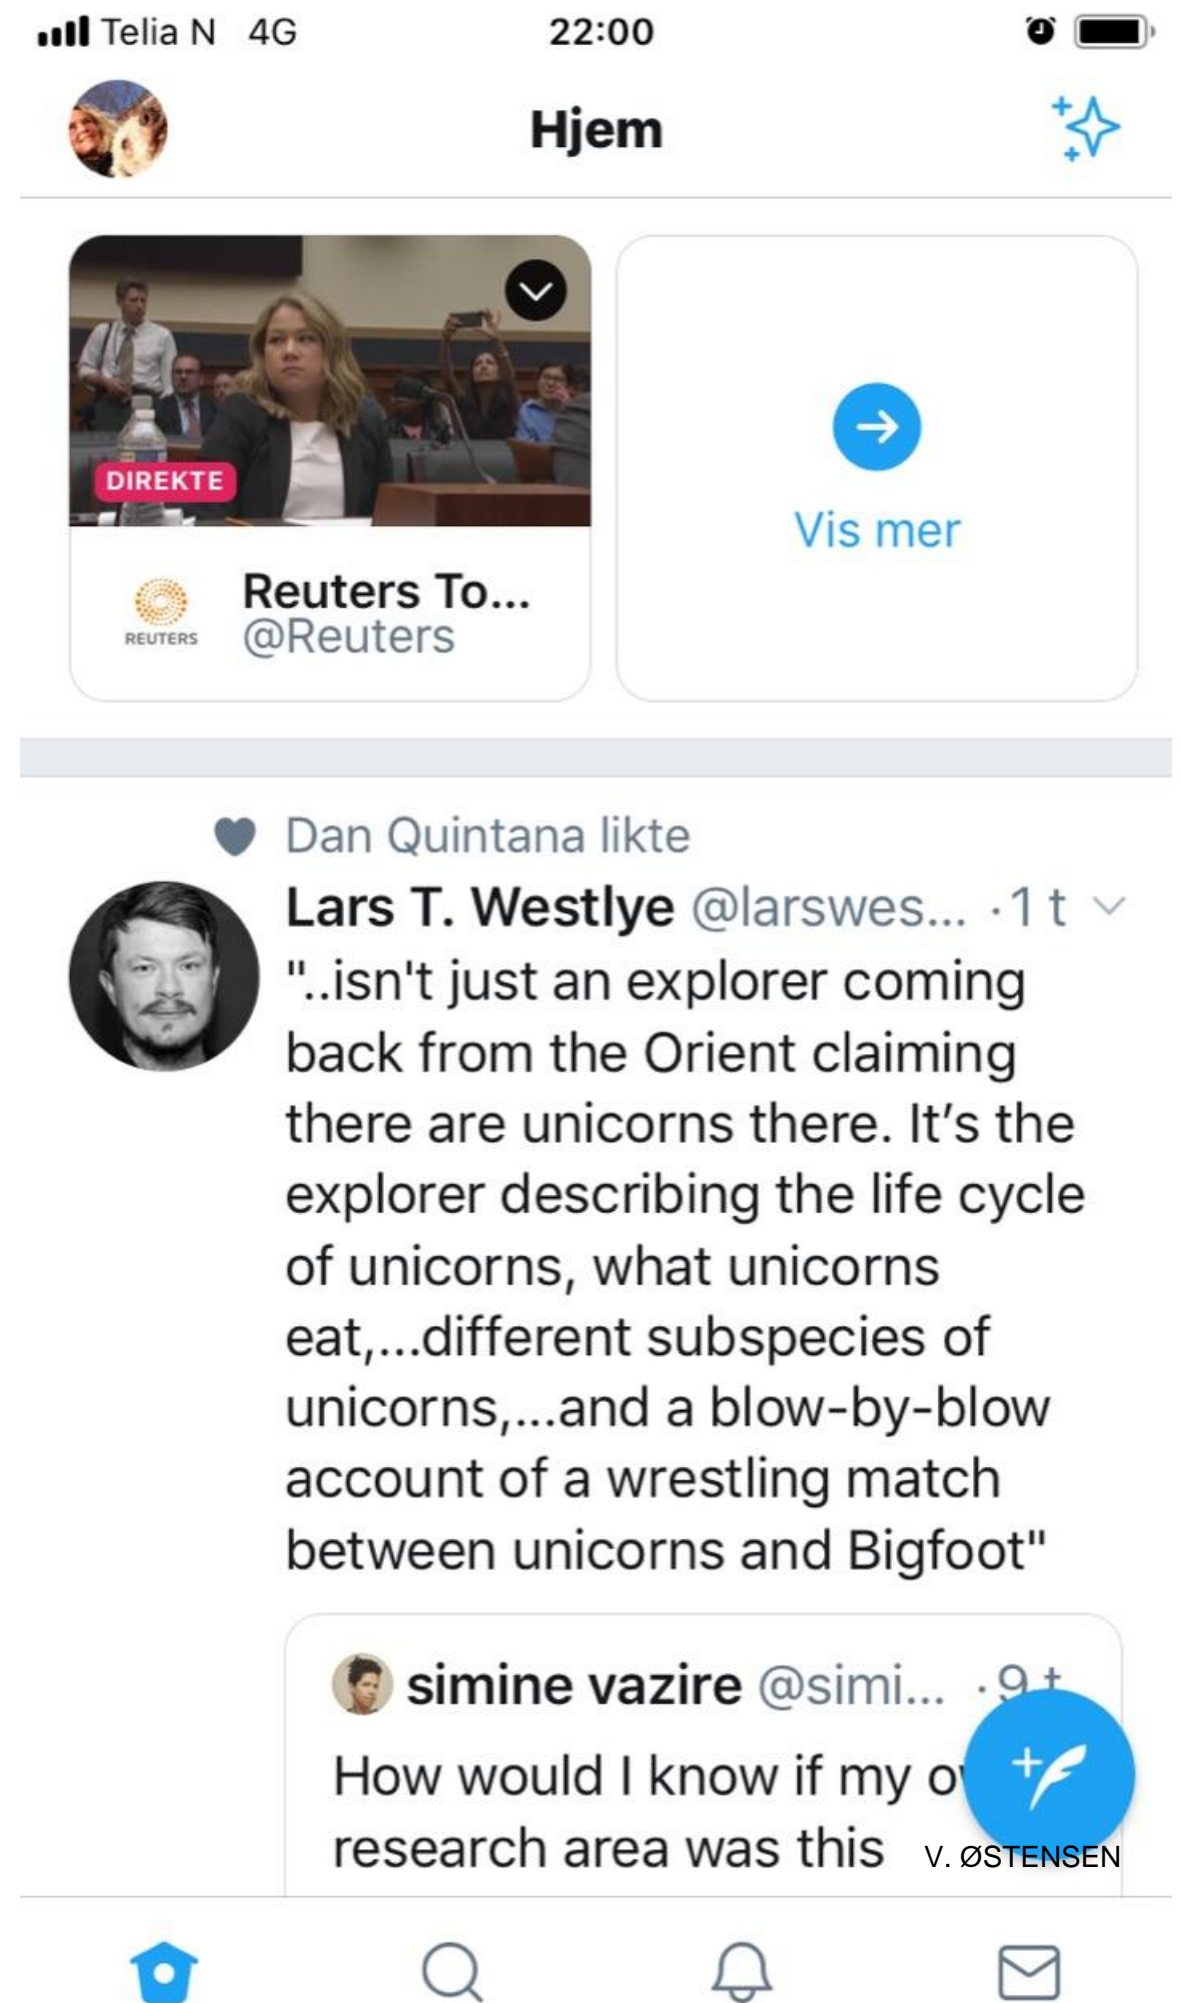 Telia N 4G 22:00
Hjem
DIREKTE
Vis mer
REUTERS
Reuters To...
@Reuters
Dan Quintana likte
Lars T. Westlye @larswes... ·1 t
"..isn't just an explorer coming
back from the Orient claiming
there are unicorns there. It’s the
explorer describing the life cycle
of unicorns, what unicorns
eat,...different subspecies of
unicorns,...and a blow-by-blow
account of a wrestling match
between unicorns and Bigfoot"
simine vazire @simi... ·9 t
How would I know if my
research area was this
V. ØSTENSEN